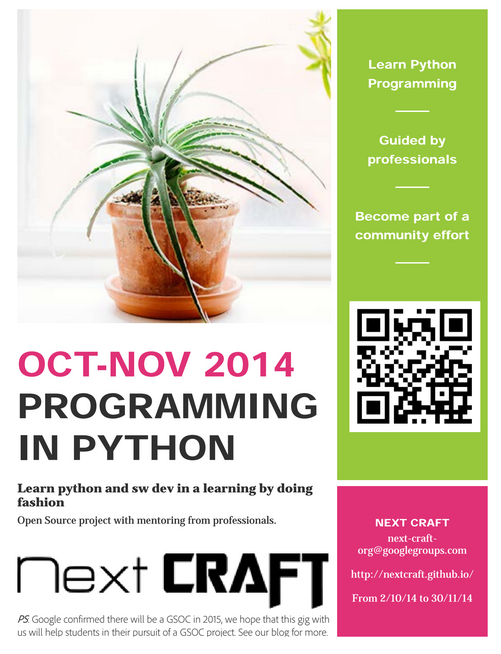 Learn Python
Programming
Guided by
professionals
Become part of a
community effort
OCT-NOV 2014
PROGRAMMING
IN PYTHON
Learn python and sw dev in a learning by doing
fashion
Open Source project with mentoring from professionals.
next CRAFT
PS Google confirmed there will be a GSOC in 2015, we hope that this gig with
us will help students in their pursuit of a GSOC project. See our blog for more.
NEXT CRAFT
next-craft-
org@googlegroups.com
http://nextcraft.github.io/
From 2/10/14 to 30/11/14